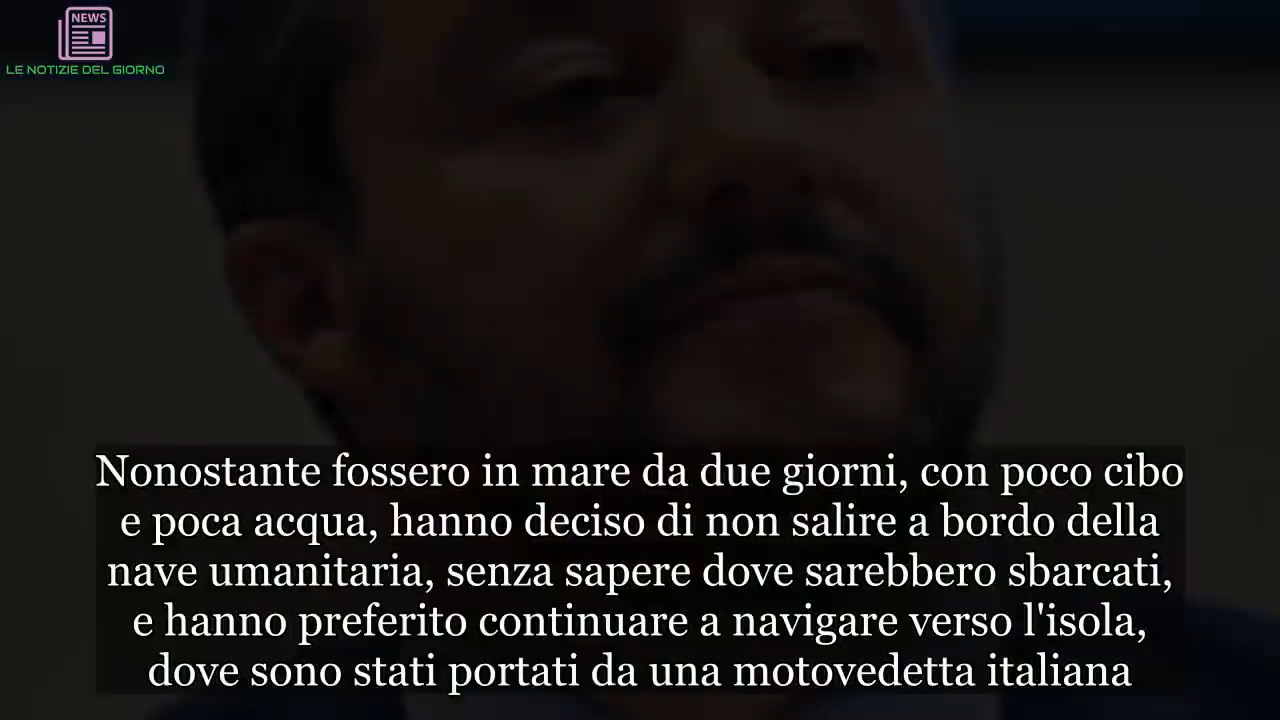 NEWS
LE NOTIZIE DEL GIORNO
Nonostante fossero in mare da due giorni, con poco cibo
e poca acqua, hanno deciso di non salire a bordo della
nave umanitaria, senza sapere dove sarebbero sbarcati,
e hanno preferito continuare a navigare verso l'isola,
dove sono stati portati da una motovedetta italiana